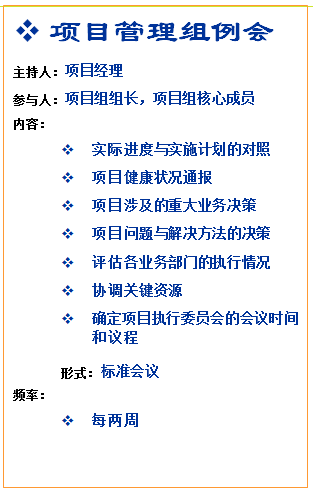 ❖ 项目管理组例会
主持人：项目经理
参与人：项目组组长，项目组核心成员
内容：
❖ 实际进度与实施计划的对照
❖ 项目健康状况通报
❖ 项目涉及的重大业务决策
❖ 项目问题与解决方法的决策
❖ 评估各业务部门的执行情况
❖ 协调关键资源
❖ 确定项目执行委员会的会议时间
和议程
形式：标准会议
频率：
❖ 每两周